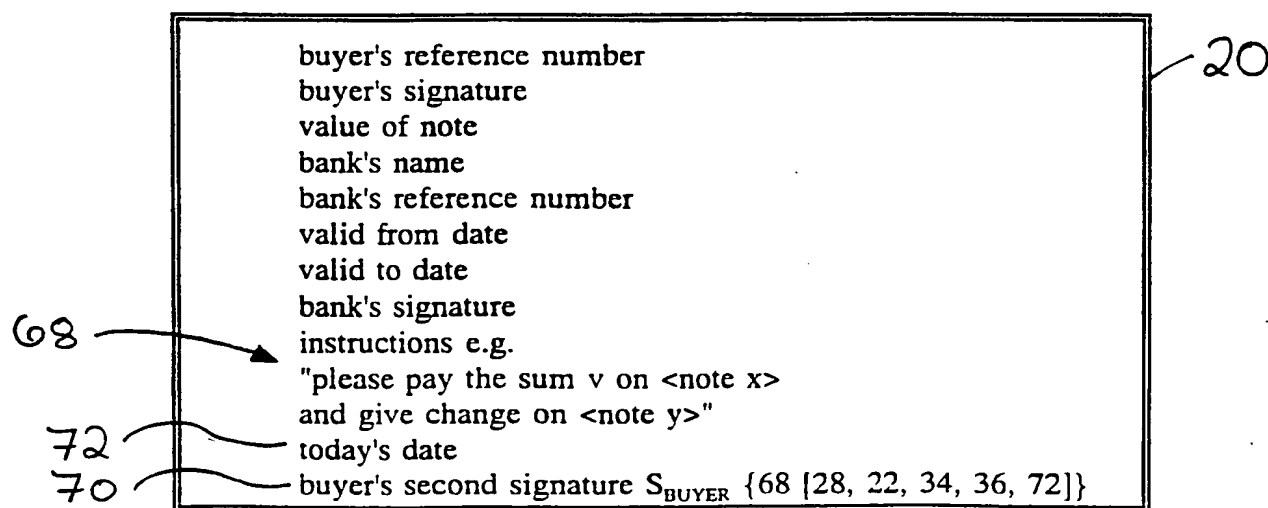 buyer's reference number
20
buyer's signature
value of note
bank's name
bank's reference number
valid from date
valid to date
bank's signature
68
instructions e.g.
"please pay the sum v on <note x>
and give change on <note y>"
72
today's date
70
buyer's second signature S_BUYER {68 [28, 22, 34, 36, 72]}